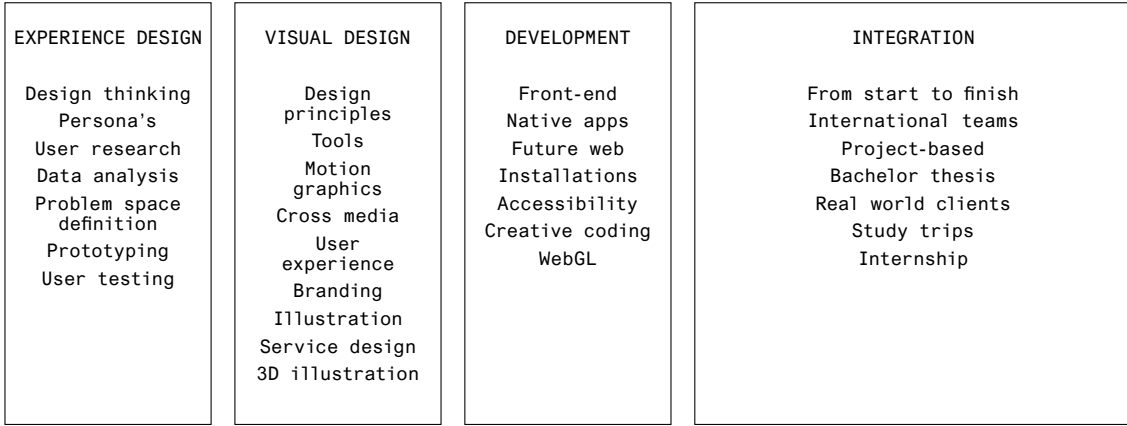 EXPERIENCE DESIGN
Design thinking
Persona's
User research
Data analysis
Problem space
definition
Prototyping
User testing
VISUAL DESIGN
Design
principles
Tools
Motion
graphics
Cross media
User
experience
Branding
Illustration
Service design
3D illustration
DEVELOPMENT
Front-end
Native apps
Future web
Installations
Accessibility
Creative coding
WebGL
INTEGRATION
From start to finish
International teams
Project-based
Bachelor thesis
Real world clients
Study trips
Internship